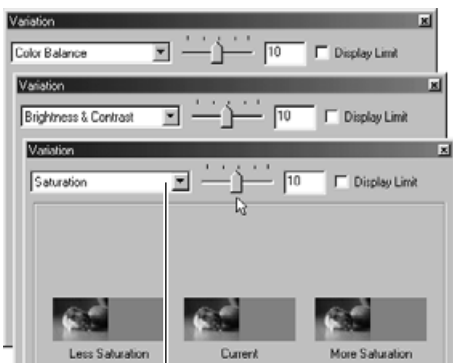 Variation
Color Balance 10 Display Limit
Variation
Brightness & Contrast 10 Display Limit
Variation
Saturation 10 Display Limit
Less Saturation Current More Saturation